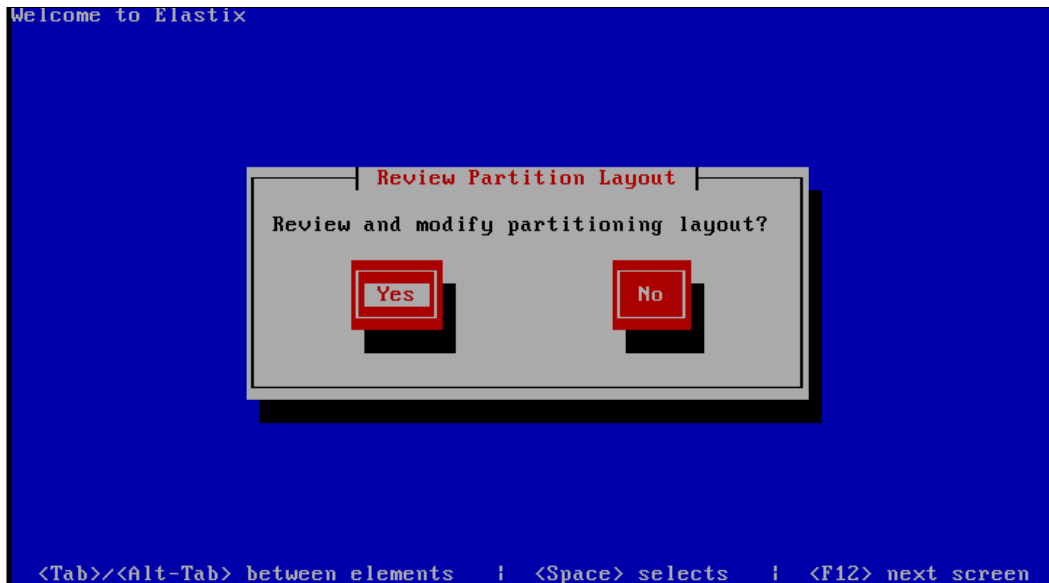 Welcome to Elastix
Review Partition Layout
Review and modify partitioning layout?
Yes No
<Tab>/<Alt-Tab> between elements | <Space> selects | <F12> next screen